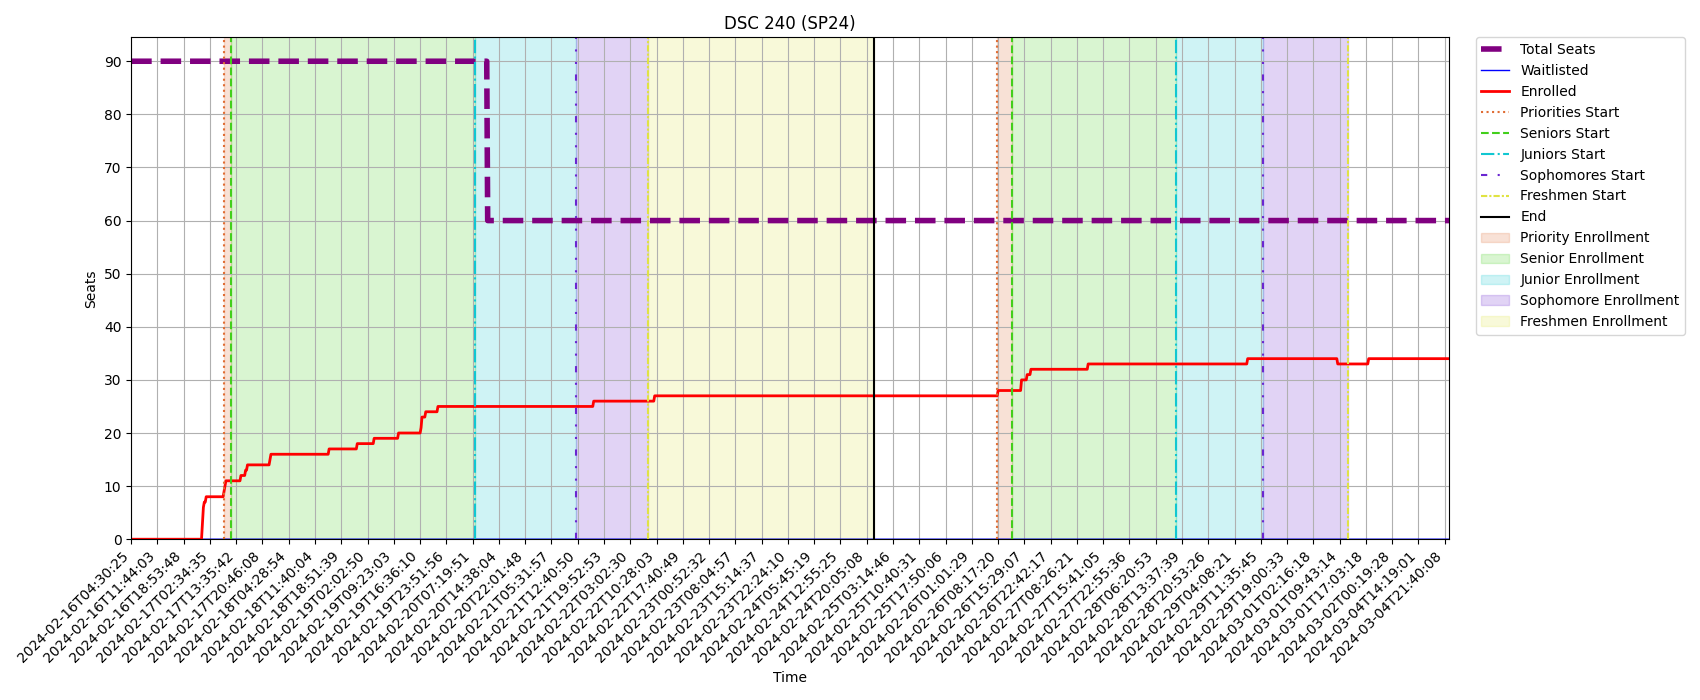 DSC 240 (SP24)
Seats
90
80
70
60
50
40
30
20
10
0
2024-02-16T04:30:25
2024-02-16T11:44:03
2024-02-16T18:53:48
2024-02-17T02:34:35
2024-02-17T13:35:42
2024-02-17T20:46:08
2024-02-18T04:28:54
2024-02-18T11:40:04
2024-02-18T18:51:39
2024-02-19T02:02:50
2024-02-19T09:23:03
2024-02-19T16:36:10
2024-02-19T23:51:56
2024-02-20T07:19:51
2024-02-20T14:38:04
2024-02-20T22:01:48
2024-02-21T05:31:57
2024-02-21T12:40:50
2024-02-21T19:52:53
2024-02-22T03:02:30
2024-02-22T10:28:03
2024-02-22T17:40:49
2024-02-23T00:52:32
2024-02-23T08:04:57
2024-02-23T15:14:37
2024-02-23T22:24:10
2024-02-24T05:45:19
2024-02-24T12:55:25
2024-02-24T20:05:08
2024-02-25T03:14:46
2024-02-25T10:40:31
2024-02-25T17:50:06
2024-02-26T01:01:29
2024-02-26T08:17:20
2024-02-26T15:29:07
2024-02-26T22:42:17
2024-02-27T08:26:21
2024-02-27T15:41:05
2024-02-27T22:55:36
2024-02-28T06:20:53
2024-02-28T13:37:39
2024-02-28T20:53:26
2024-02-29T04:08:21
2024-02-29T11:35:45
2024-02-29T19:00:33
2024-03-01T02:16:18
2024-03-01T09:43:14
2024-03-01T17:03:18
2024-03-02T00:19:28
2024-03-04T14:19:01
2024-03-04T21:40:08
Time
Total Seats
Waitlisted
Enrolled
Priorities Start
Seniors Start
Juniors Start
Sophomores Start
Freshmen Start
End
Priority Enrollment
Senior Enrollment
Junior Enrollment
Sophomore Enrollment
Freshmen Enrollment